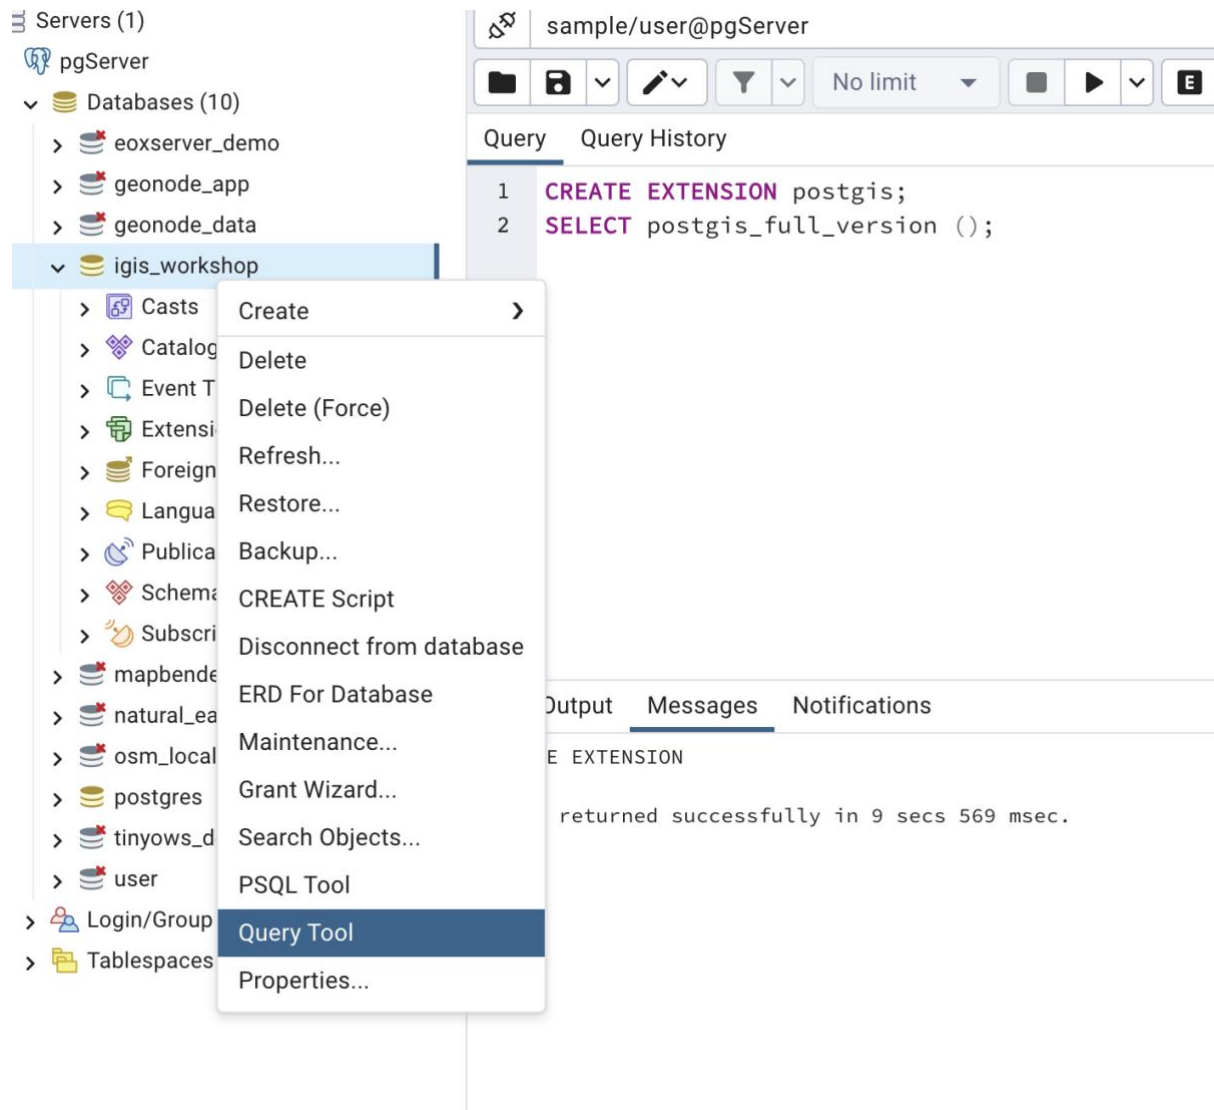 Servers (1)
pgServer
Databases (10)
eoxserver_demo
geonode_app
geonode_data
igis_workshop
Casts
Catalog
Event T
Extensi
Foreign
Langua
Publica
Schema
Subscri
mapbende
natural_ea
osm_local
postgres
tinyows_d
user
Login/Group
Tablespaces
Create
Delete
Delete (Force)
Refresh...
Restore...
Backup...
CREATE Script
Disconnect from database
ERD For Database
Maintenance...
Grant Wizard...
Search Objects...
PSQL Tool
Query Tool
Properties...
sample/user@pgServer
No limit
E
Query Query History
1 CREATE EXTENSION postgis;
2 SELECT postgis_full_version ();
Output Messages Notifications
E EXTENSION
returned successfully in 9 secs 569 msec.